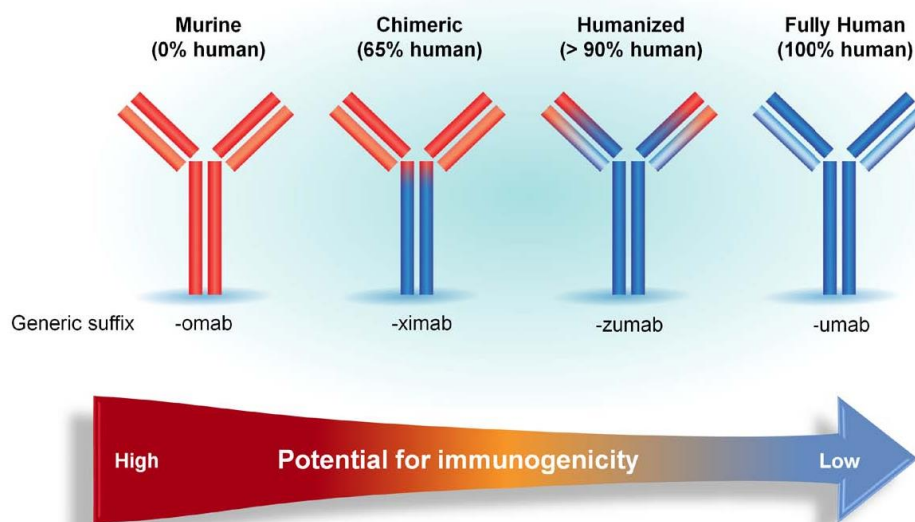 Murine
(0% human)
Chimeric
(65% human)
Humanized
(> 90% human)
Fully Human
(100% human)
Generic suffix
-omab
-ximab
-zumab
-umab
High
Potential for immunogenicity
Low